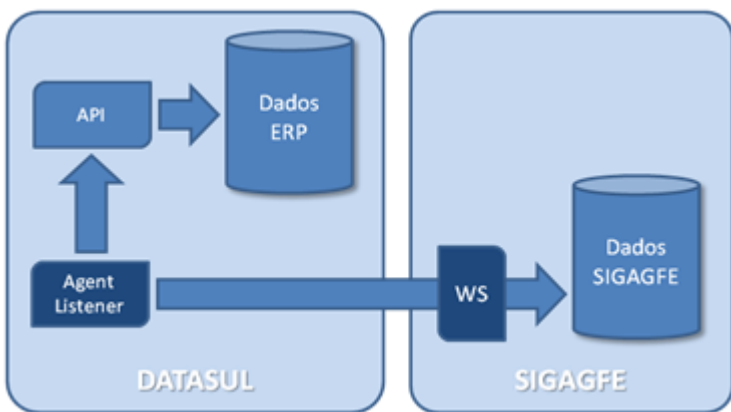 API
Dados
ERP
Agent
Listener
DATASUL
WS
Dados
SIGAGFE
SIGAGFE